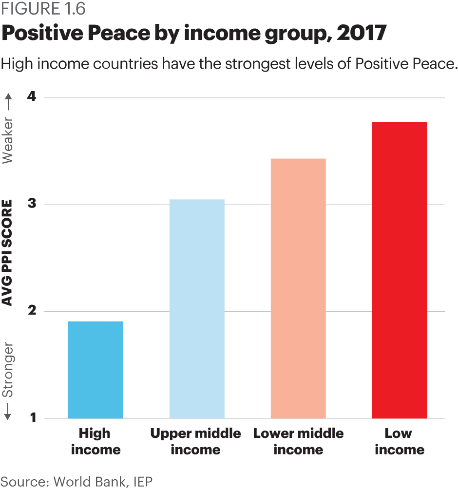 FIGURE 1.6
Positive Peace by income group, 2017
High income countries have the strongest levels of Positive Peace.
4
3
2
1
← Stronger
AVG PPI SCORE
Weaker →
High
income
Upper middle
income
Lower middle
income
Low
income
Source: World Bank, IEP